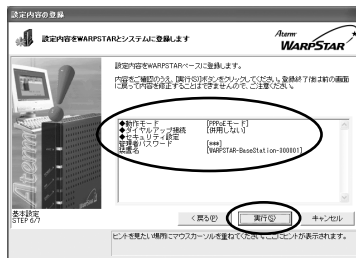 設定内容の登録
設定内容をWARPSTARとシステムに登録します
Aterm
WARPSTAR
設定内容をWARPSTARベースに登録します。
内容をご確認のうえ、[実行(S)]ボタンをクリックしてください。登録終了後は前の画面
に戻って内容を修正することはできませんので、ご注意ください。
◆動作モード [PPPoEモード]
◆ダイヤルアップ接続 [併用しない]
◆セキュリティ設定
管理者パスワード [***]
装置名 [WARPSTAR-BaseStation-300001]
Aterm
基本設定
STEP 6/7
< 戻る(P)
実行(S)
キャンセル
ヒントを見たい場所にマウスカーソルを重ねてください。ここにヒントが表示されます。